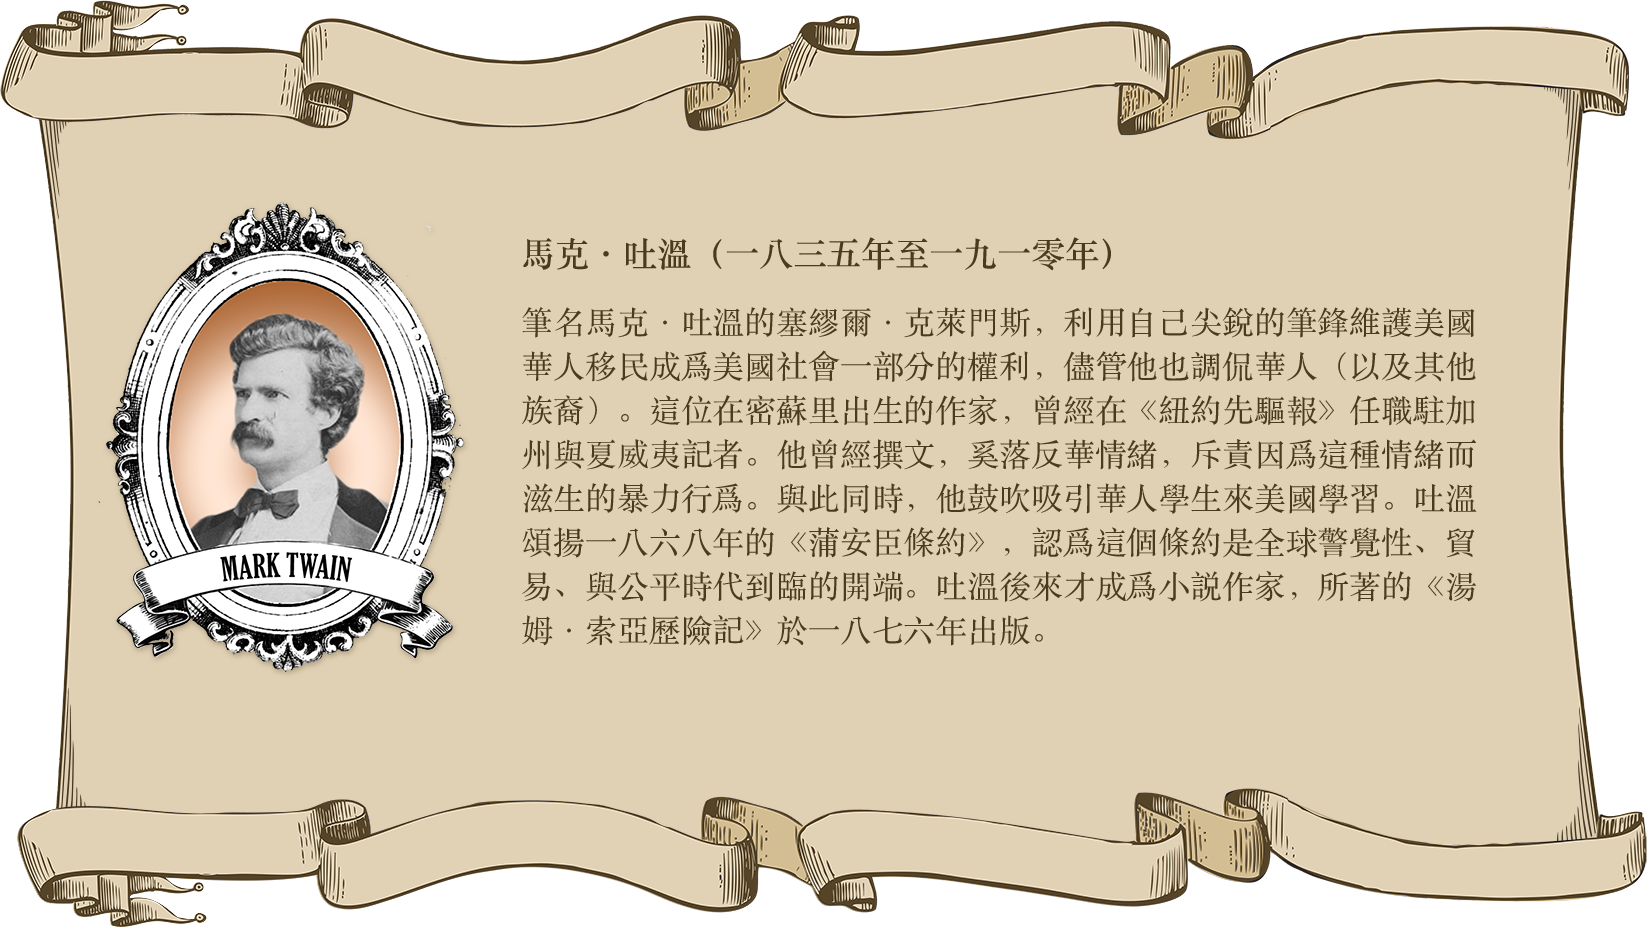 MARK TWAIN
馬克·吐溫（一八三五年至一九一零年）
筆名馬克·吐溫的塞繆爾·克萊門斯，利用自己尖銳的筆鋒維護美國
華人移民成爲美國社會一部分的權利，儘管他也調侃華人（以及其他
族裔）。這位在密蘇里出生的作家，曾經在《紐約先驅報》任職駐加
州與夏威夷記者。他曾經撰文，奚落反華情緒，斥責因爲這種情緒而
滋生的暴力行爲。與此同時，他鼓吹吸引華人學生來美國學習。吐溫
頌揚一八六八年的《蒲安臣條約》，認爲這個條約是全球警覺性、貿
易、與公平時代到臨的開端。吐溫後來才成爲小説作家，所著的《湯
姆·索亞歷險記》於一八七六年出版。